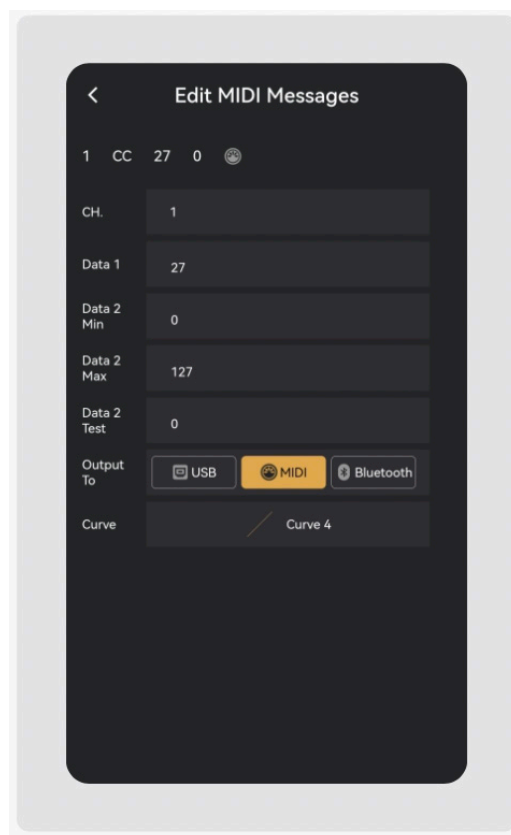 Edit MIDI Messages
1 CC 27 0
CH. 1
Data 1 27
Data 2
Min 0
Data 2
Max 127
Data 2
Test 0
Output
To USB MIDI Bluetooth
Curve Curve 4